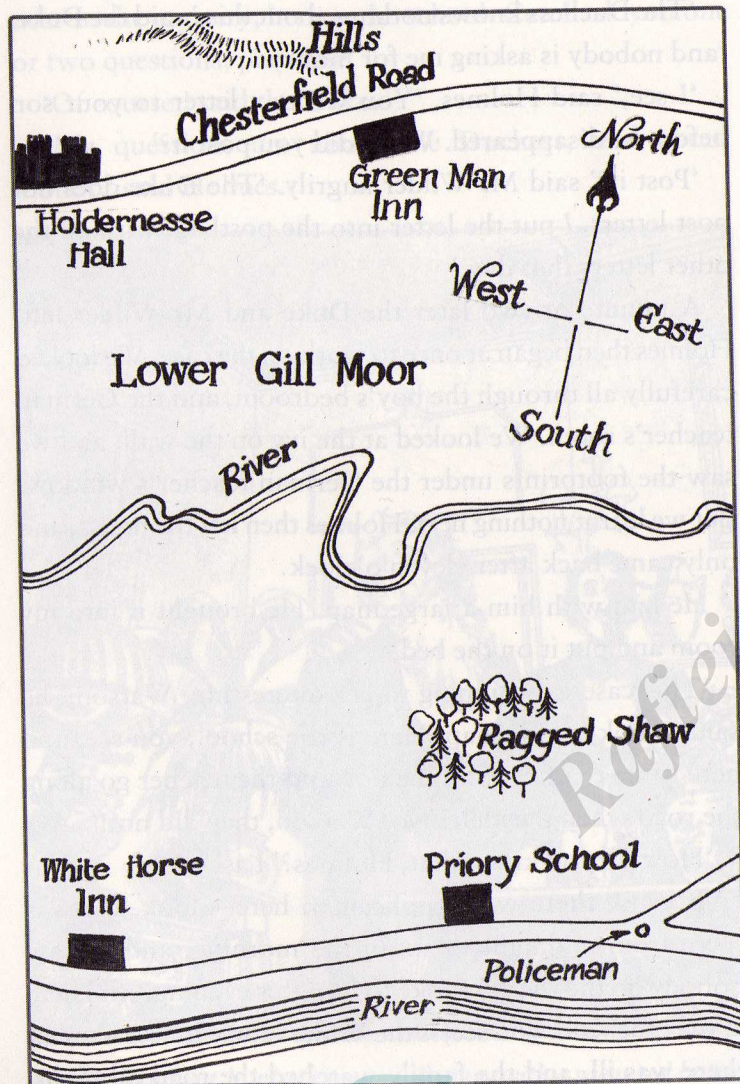 Hills
Chesterfield Road
North
Green Man
Inn
Holdernesse
Hall
West
East
South
Lower Gill Moor
River
Ragged Shaw
Rafiei
White Horse
Inn
Priory School
Policeman
River